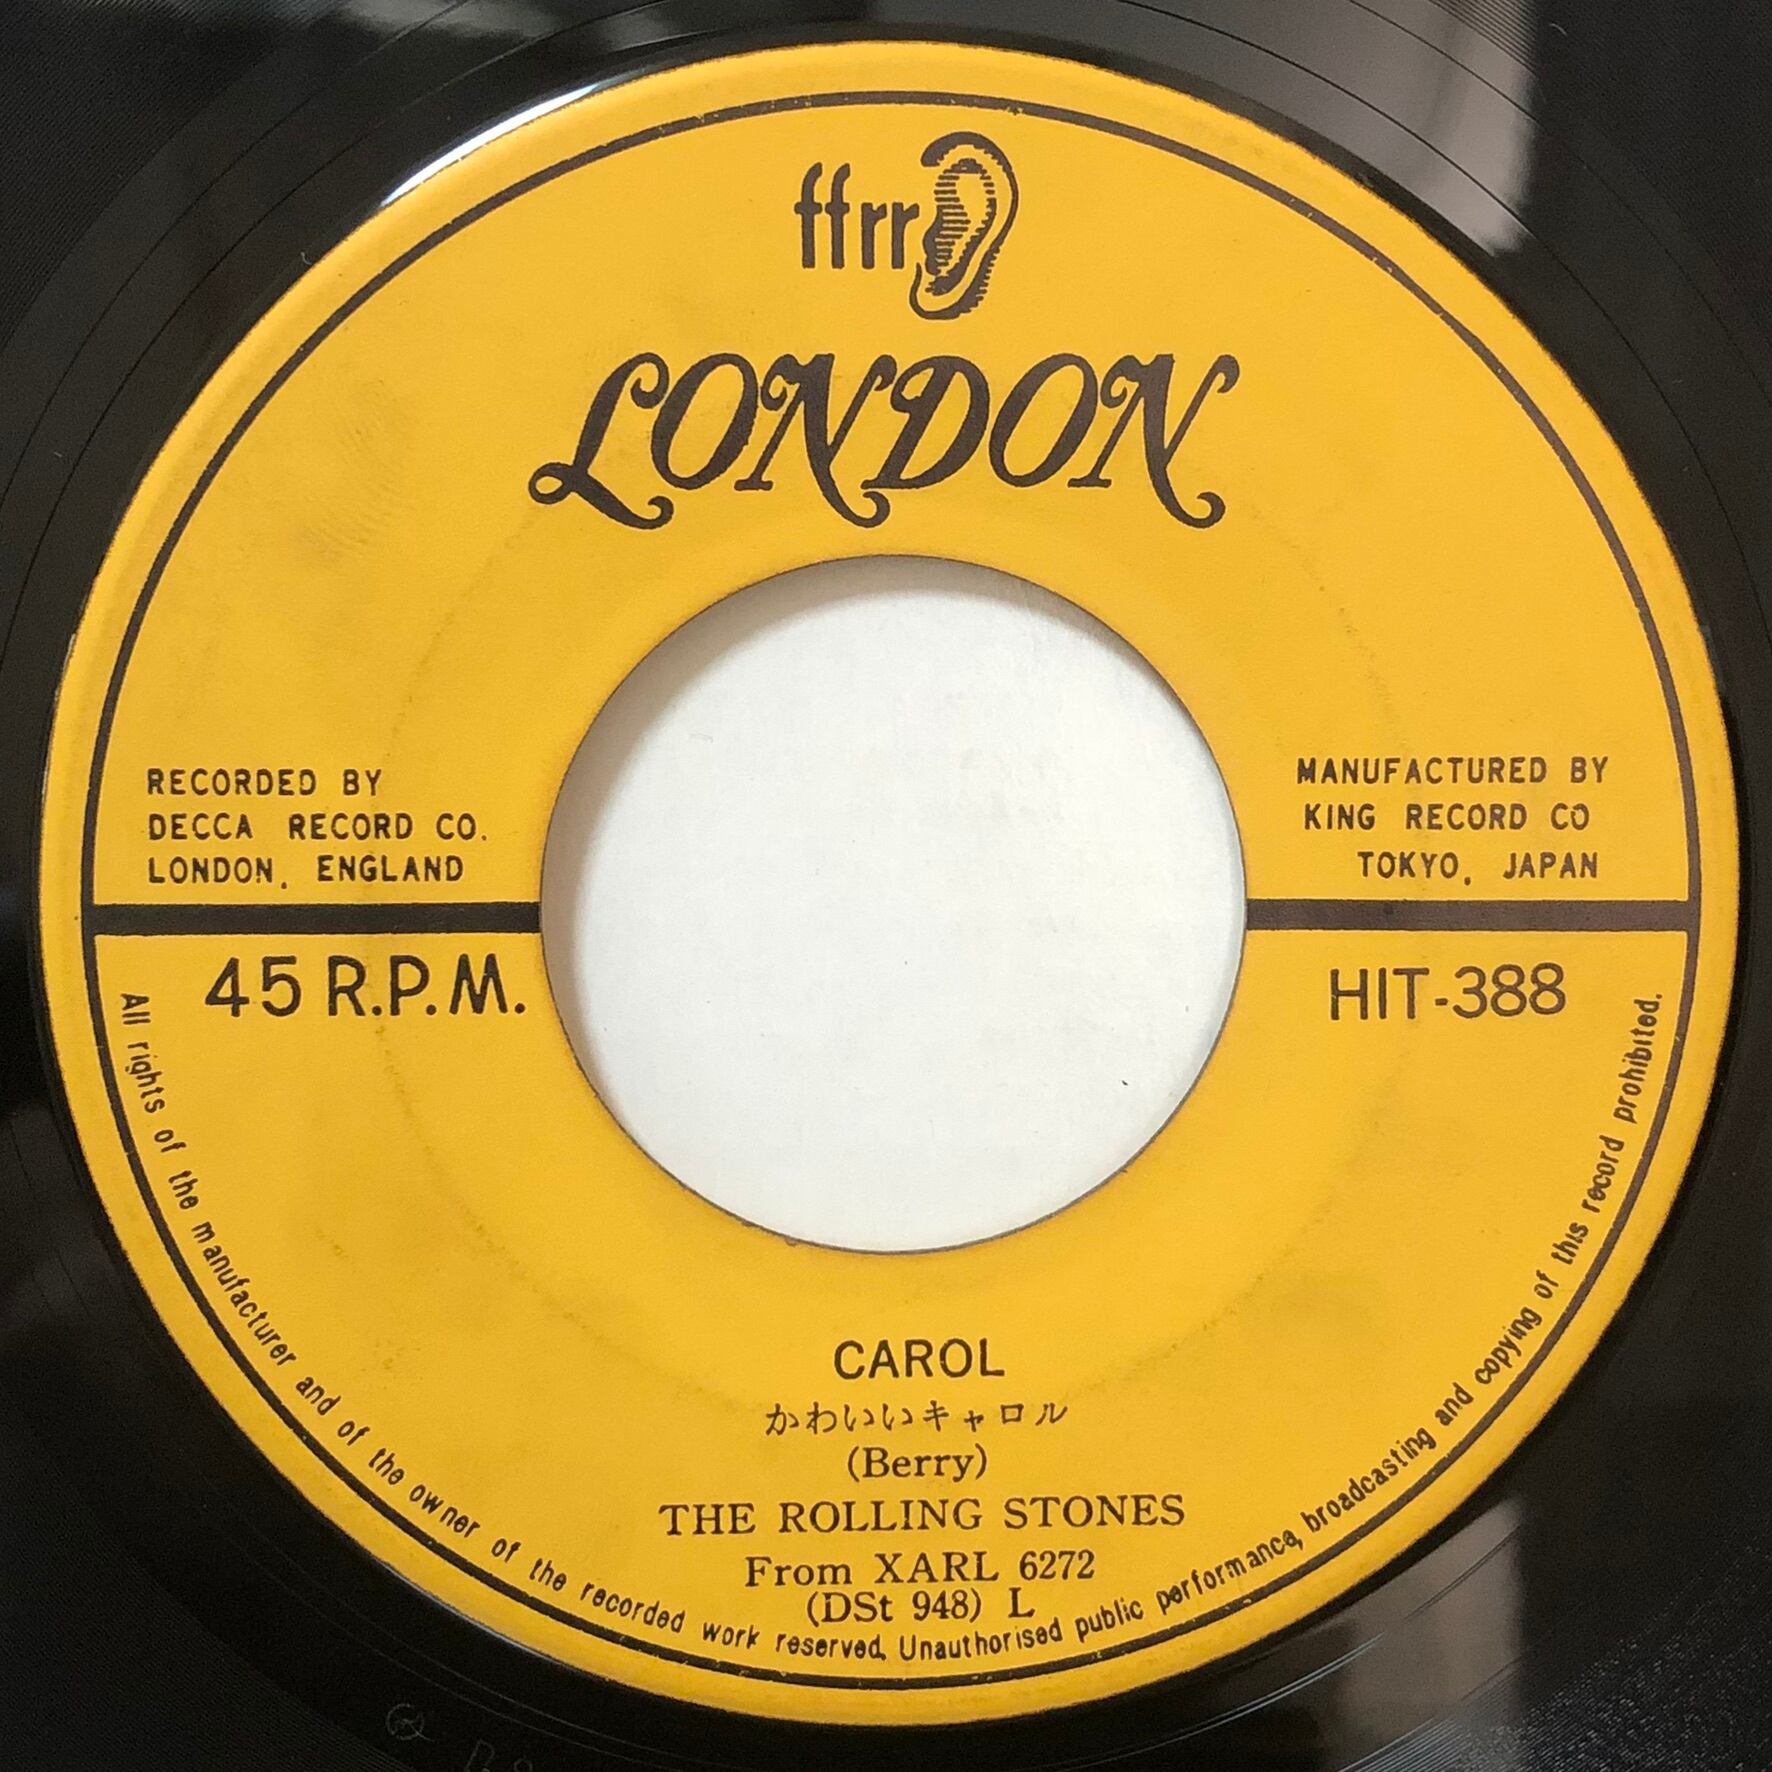 ffrr
LONDON
RECORDED BY
DECCA RECORD CO.
LONDON, ENGLAND
MANUFACTURED BY
KING RECORD CO
TOKYO, JAPAN
45 R.P.M.
HIT-388
CAROL
かわいいキャロル
(Berry)
THE ROLLING STONES
From XARL 6272
(DSt 948) L
All rights of the manufacturer and of the owner of the recorded work reserved. Unauthorised public performance, broadcasting and copying of this record prohibited.